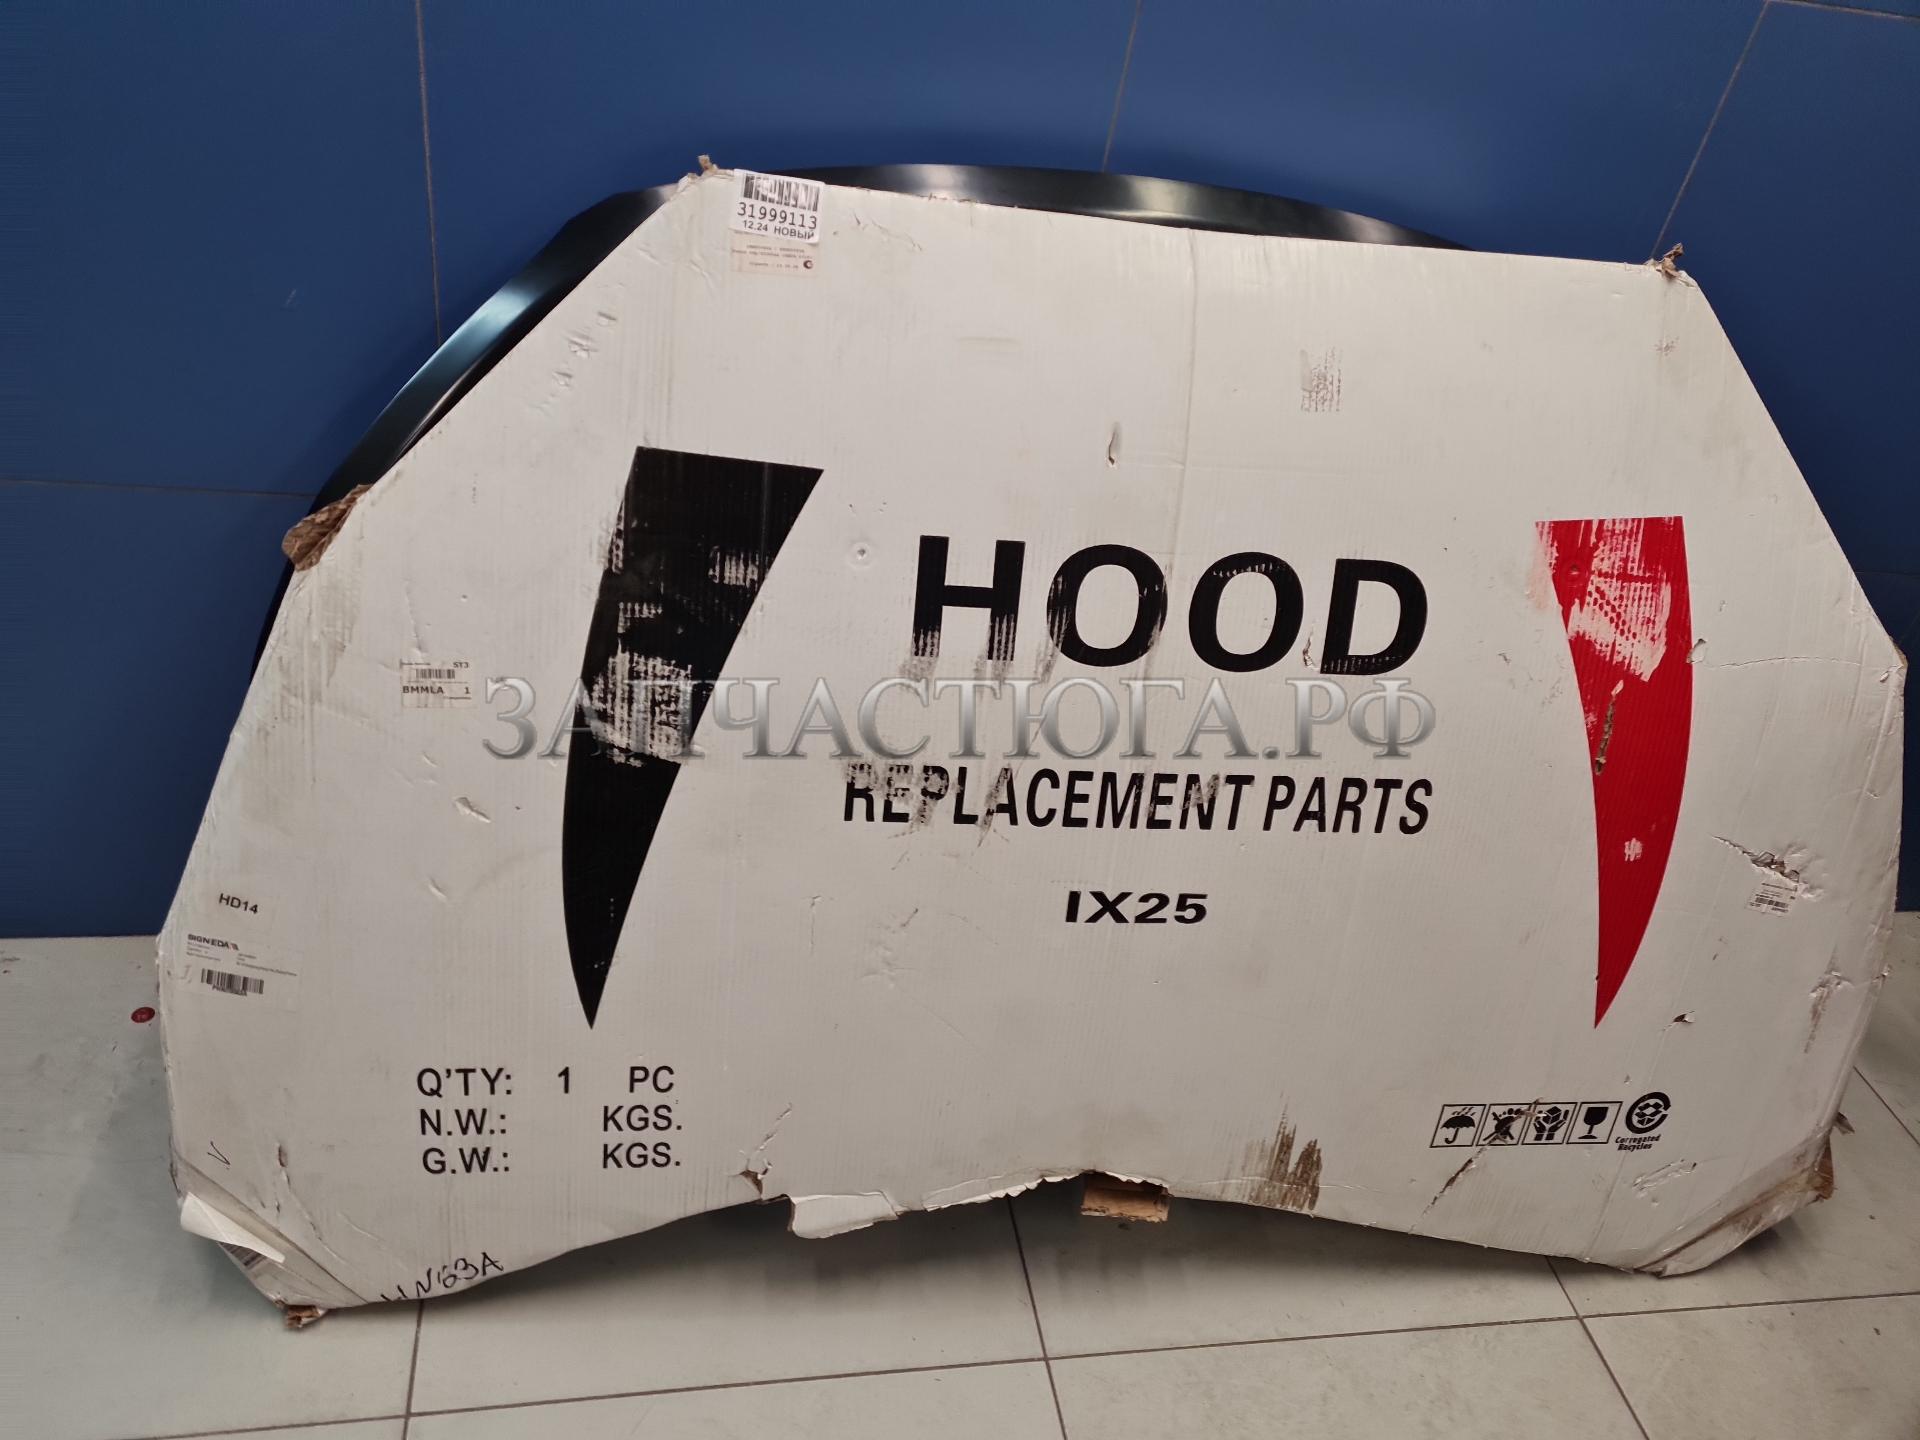 31999113
12.24 НОВЫЙ
HOOD
ST3
BMMLA 1
ЗАПЧАСТЮГА.РФ
REPLACEMENT PARTS
IX25
HD14
SIGNEDA
Q'TY: 1 PC
N.W.: KGS.
G.W.: KGS.
Corrugated
Recycles